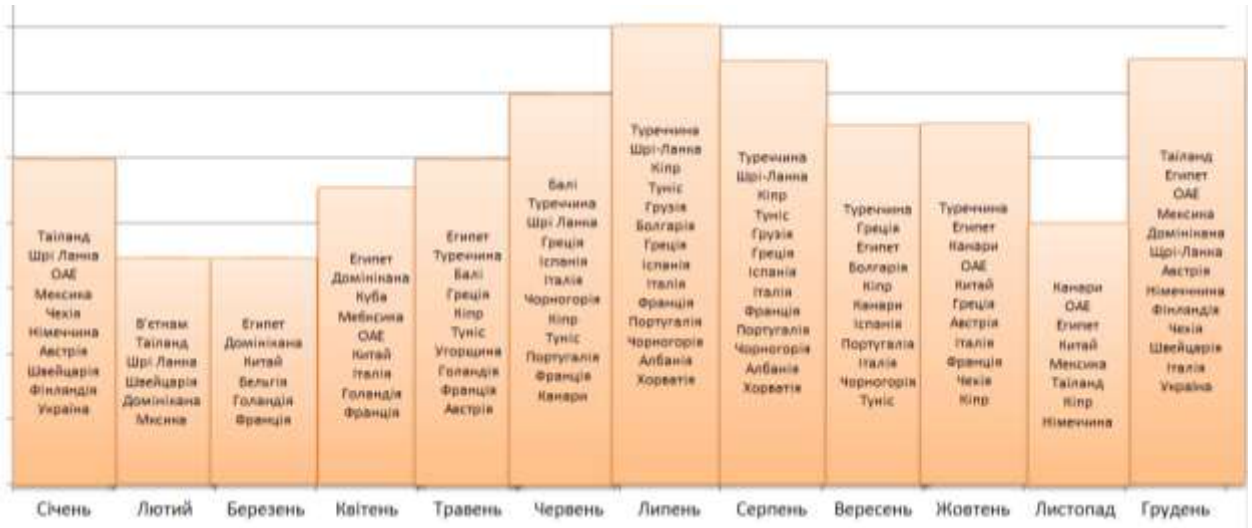 Таїланд
Шрі Ланка
ОАЕ
Мексика
Чехія
Німеччина
Австрія
Швейцарія
Фінляндія
Україна
В'єтнам
Таїланд
Шрі Ланка
Швейцарія
Домінікана
Мксика
Египет
Домінікана
Китай
Бельгія
Голандія
Франція
Египет
Домінікана
Куба
Мебисика
ОАЕ
Китай
Італія
Голандія
Франція
Египет
Туреччина
Балі
Греція
Кіпр
Туніс
Угорщина
Голандія
Франція
Австрія
Балі
Туреччина
Шрі Ланка
Греція
Іспанія
Італія
Чорногорія
Кіпр
Туніс
Португалія
Франція
Канари
Туреччина
Шрі-Ланка
Кіпр
Туніс
Грузія
Болгарія
Греція
Іспанія
Італія
Франція
Португалія
Чорногорія
Албанія
Хорватія
Туреччина
Шрі-Ланка
Кіпр
Туніс
Грузія
Греція
Іспанія
Італія
Франція
Португалія
Чорногорія
Албанія
Хорватія
Туреччина
Греція
Египет
Болгарія
Кіпр
Канари
Іспанія
Португалія
Італія
Чорногорія
Туніс
Туреччина
Египет
Канари
ОАЕ
Китай
Греція
Австрія
Італія
Франція
Чехія
Кіпр
Канари
ОАЕ
Египет
Китай
Мексика
Таїланд
Кіпр
Німеччина
Таїланд
Египет
ОАЕ
Мексика
Домінікана
Щрі-Ланка
Австрія
Німеччинна
Фінляндія
Чехія
Швейцарія
Італія
Україна
Січень Лютий Березень Квітень Травень Червень Липень Серпень Вересень Жовтень Листопад Грудень